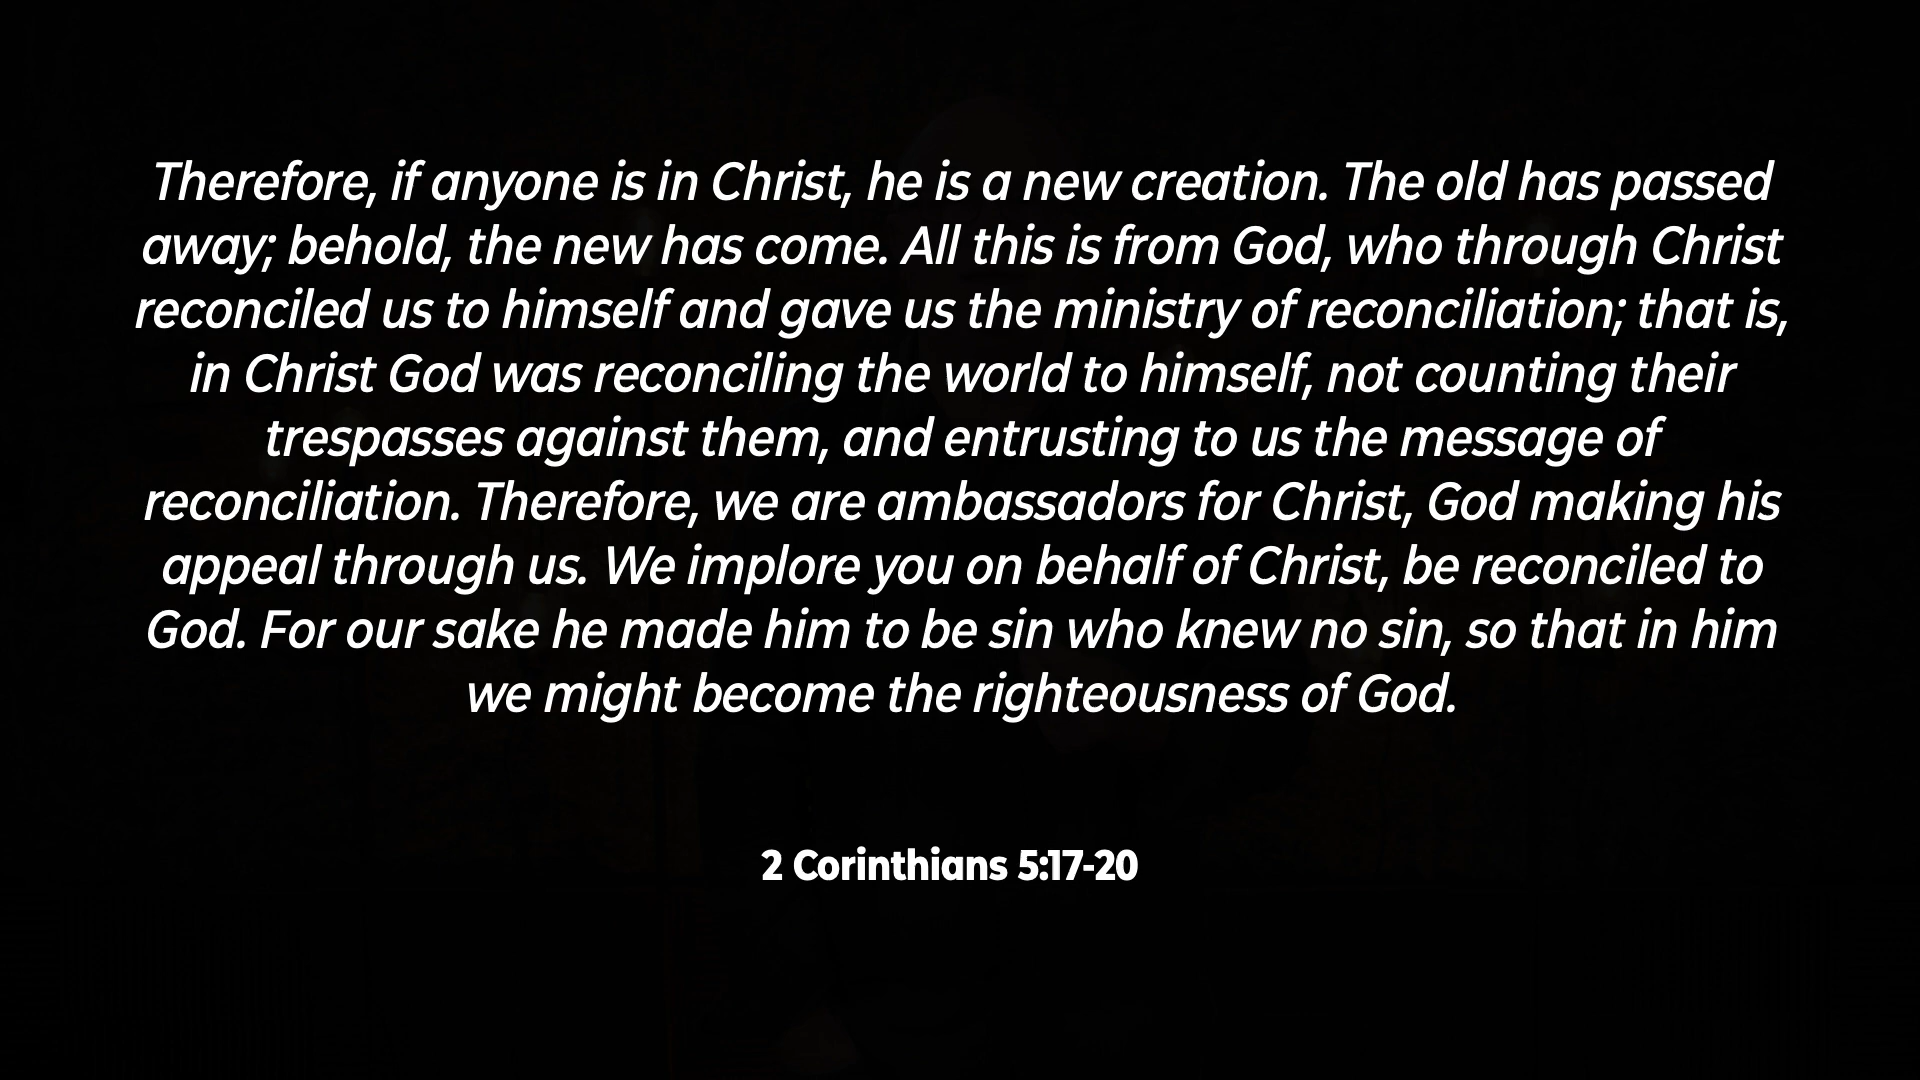 Therefore, if anyone is in Christ, he is a new creation. The old has passed
away; behold, the new has come. All this is from God, who through Christ
reconciled us to himself and gave us the ministry of reconciliation; that is,
in Christ God was reconciling the world to himself, not counting their
trespasses against them, and entrusting to us the message of
reconciliation. Therefore, we are ambassadors for Christ, God making his
appeal through us. We implore you on behalf of Christ, be reconciled to
God. For our sake he made him to be sin who knew no sin, so that in him
we might become the righteousness of God.
2 Corinthians 5:17-20